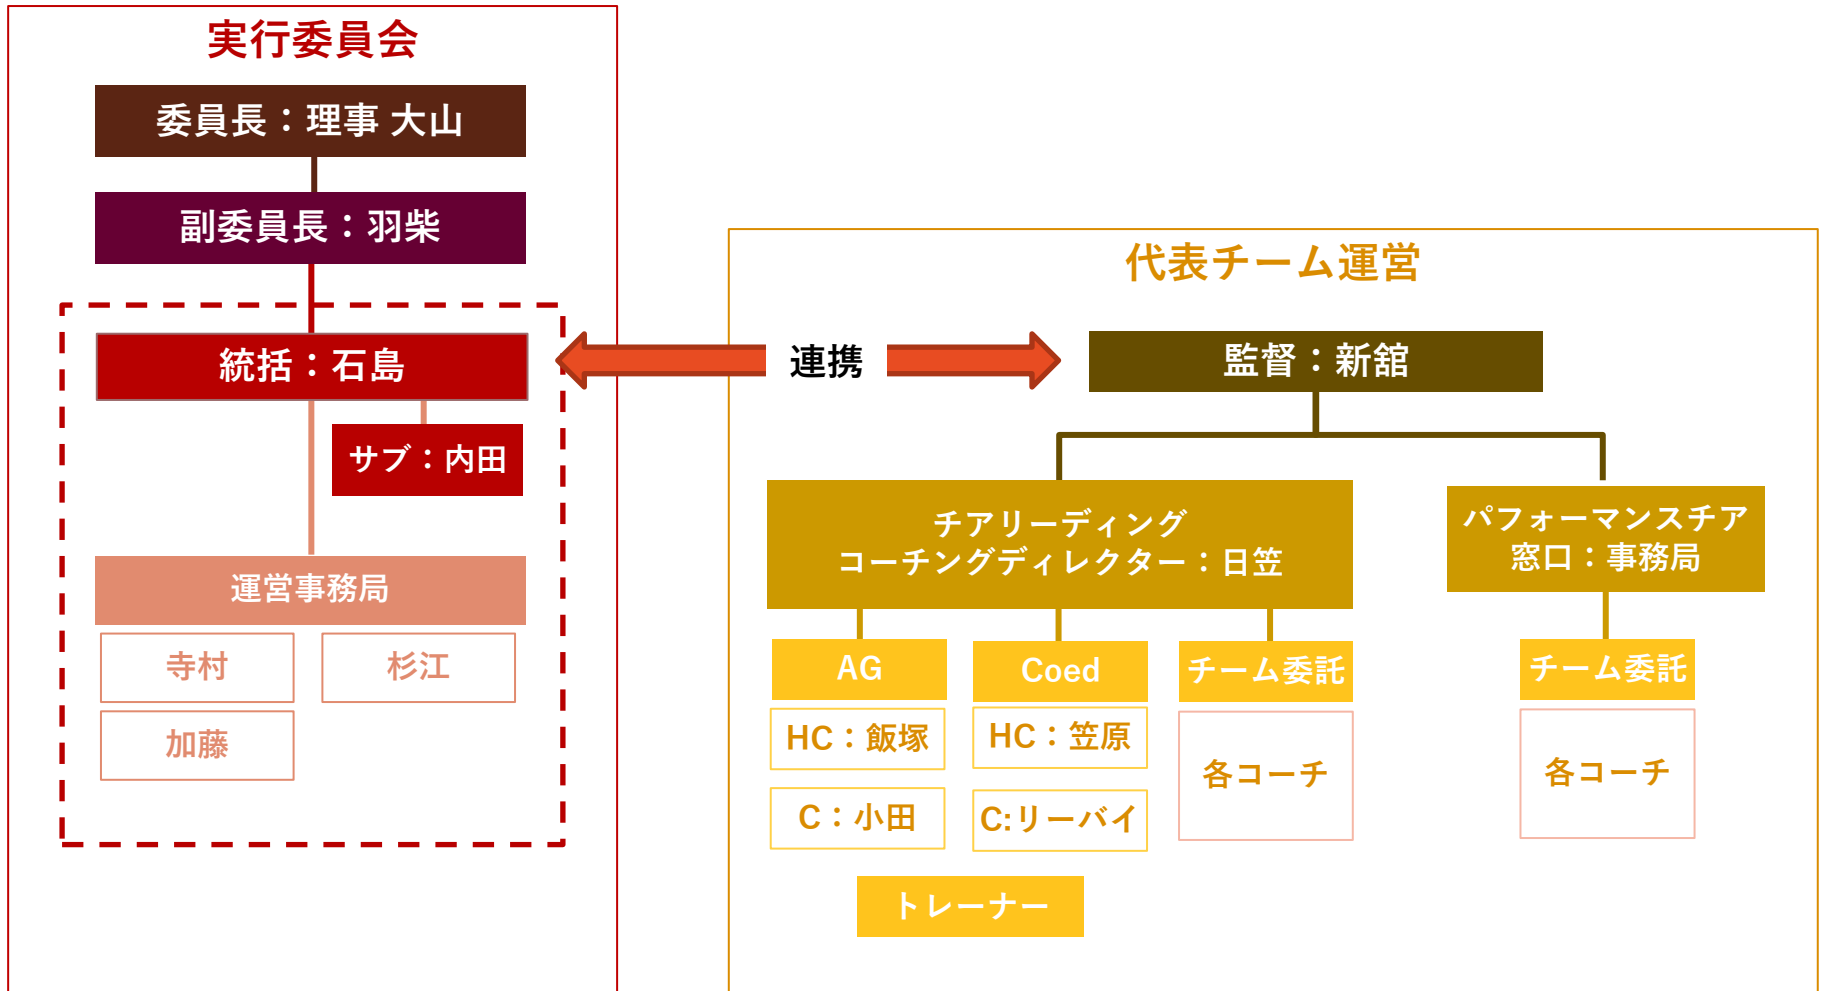 実行委員会
委員長：理事 大山
副委員長：羽柴
統括：石島
サブ：内田
運営事務局
寺村
杉江
加藤
連携
代表チーム運営
監督：新舘
チアリーディング
コーチングディレクター：日笠
パフォーマンスチア
窓口：事務局
AG
Coed
チーム委託
チーム委託
HC：飯塚
HC：笠原
各コーチ
各コーチ
C：小田
C:リーバイ
トレーナー